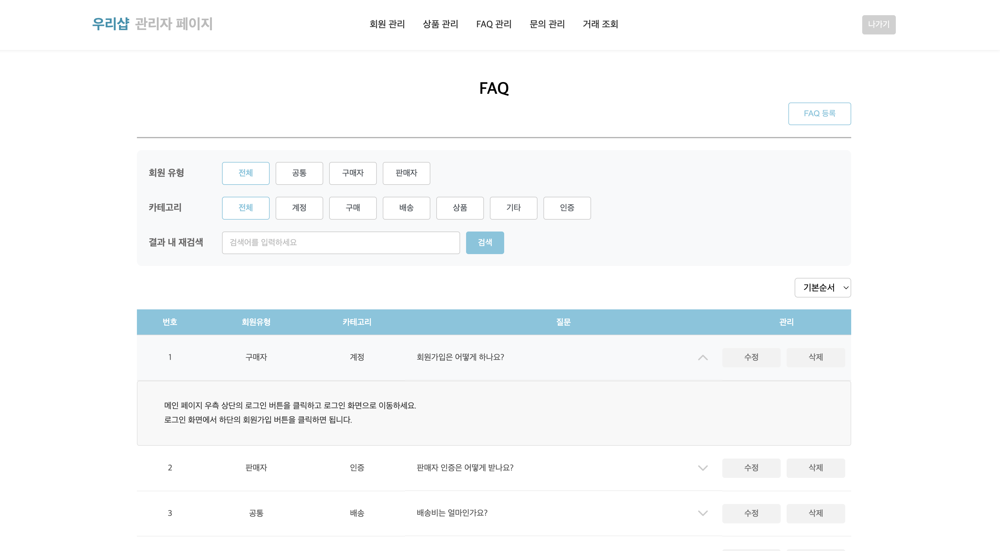 우리샵 관리자 페이지
회원 관리 상품 관리 FAQ 관리 문의 관리 거래 조회
나가기
FAQ
FAQ 등록
회원 유형 전체 공통 구매자 판매자
카테고리 전체 계정 구매 배송 상품 기타 인증
결과 내 재검색 검색어를 입력하세요 검색
기본순서
번호 회원유형 카테고리 질문 관리
1 구매자 계정 회원가입은 어떻게 하나요? 수정 삭제
메인 페이지 우측 상단의 로그인 버튼을 클릭하고 로그인 화면으로 이동하세요.
로그인 화면에서 하단의 회원가입 버튼을 클릭하면 됩니다.
2 판매자 인증 판매자 인증은 어떻게 받나요? 수정 삭제
3 공통 배송 배송비는 얼마인가요? 수정 삭제